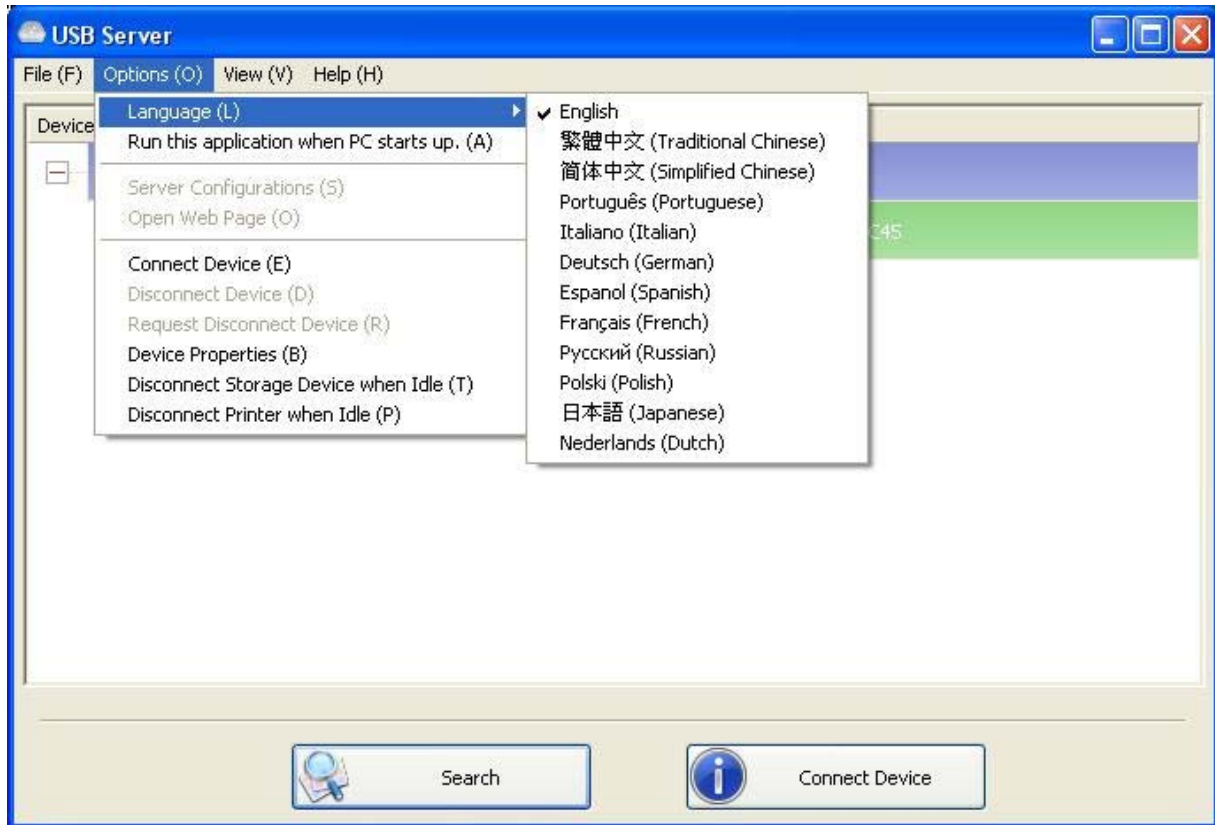 USB Server
File (F) Options (O) View (V) Help (H)
Device
Language (L)
Run this application when PC starts up. (A)
Server Configurations (S)
Open Web Page (O)
Connect Device (E)
Disconnect Device (D)
Request Disconnect Device (R)
Device Properties (B)
Disconnect Storage Device when Idle (T)
Disconnect Printer when Idle (P)
English
繁體中文 (Traditional Chinese)
简体中文 (Simplified Chinese)
Português (Portuguese)
Italiano (Italian)
Deutsch (German)
Espanol (Spanish)
Français (French)
Русский (Russian)
Polski (Polish)
日本語 (Japanese)
Nederlands (Dutch)
Search
Connect Device